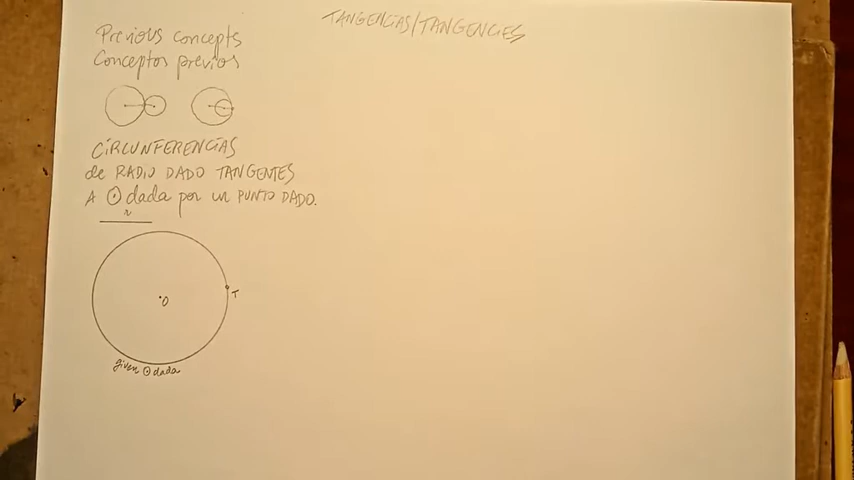 TANGENCIAS/TANGENCIES
Previous concepts
Conceptos previos
CIRCUNFERENCIAS
de RADIO DADO TANGENTES
A ⊙ dada por un PUNTO DADO.
r
T
O
given ⊙ dada